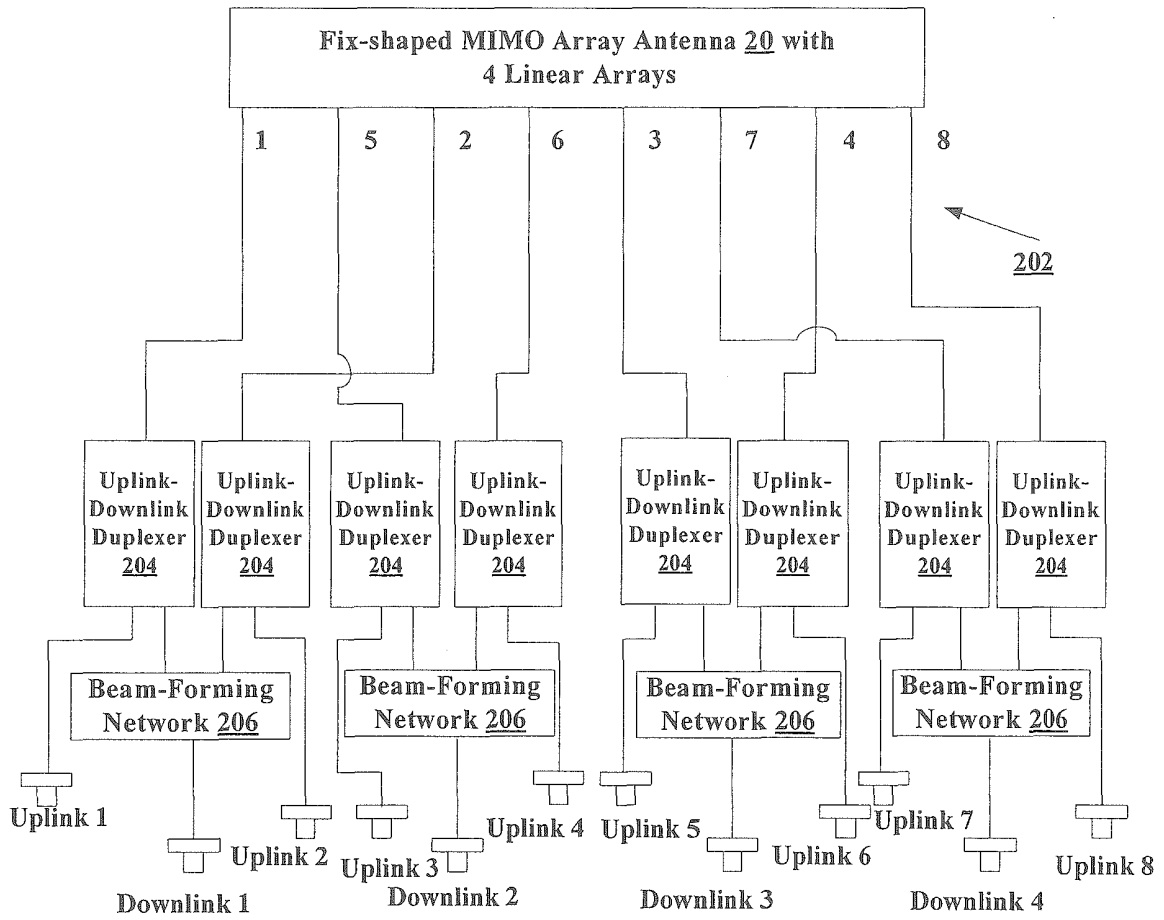 Fix-shaped MIMO Array Antenna 20 with
4 Linear Arrays
1 5 2 6 3 7 4 8
202
Uplink-
Downlink
Duplexer
204
Uplink-
Downlink
Duplexer
204
Uplink-
Downlink
Duplexer
204
Uplink-
Downlink
Duplexer
204
Uplink-
Downlink
Duplexer
204
Uplink-
Downlink
Duplexer
204
Uplink-
Downlink
Duplexer
204
Uplink-
Downlink
Duplexer
204
Beam-Forming
Network 206
Beam-Forming
Network 206
Beam-Forming
Network 206
Beam-Forming
Network 206
Uplink 1
Uplink 2
Uplink 3
Uplink 4
Uplink 5
Uplink 6
Uplink 7
Uplink 8
Downlink 1
Downlink 2
Downlink 3
Downlink 4